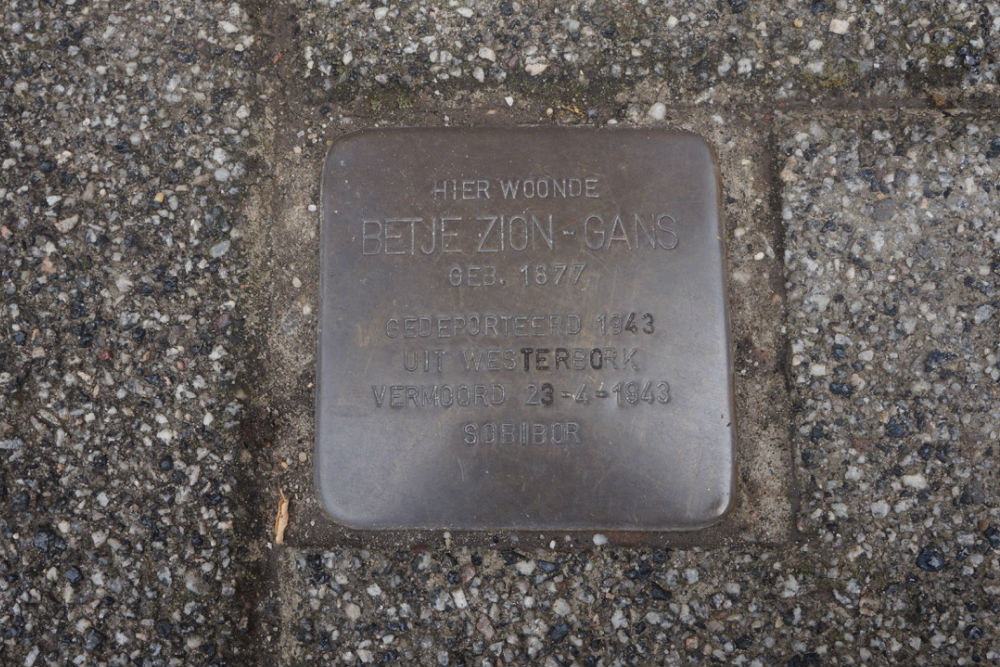 HIER WOONDE
BETJE ZION - GANS
GEB. 1877
GEDEPORTEERD 1943
UIT WESTERBORK
VERMOORD 23-4-1943
SOBIBOR